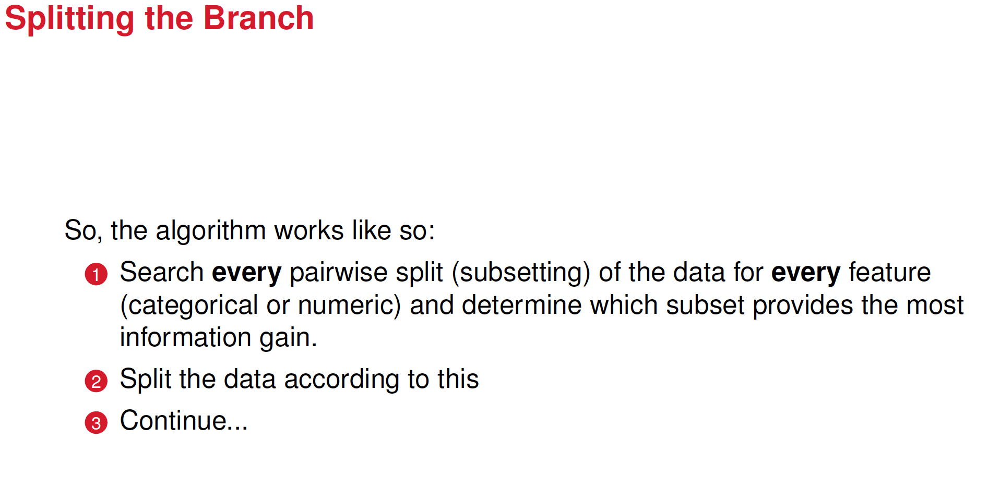 Splitting the Branch
So, the algorithm works like so:
1 Search every pairwise split (subsetting) of the data for every feature
(categorical or numeric) and determine which subset provides the most
information gain.
2 Split the data according to this
3 Continue...